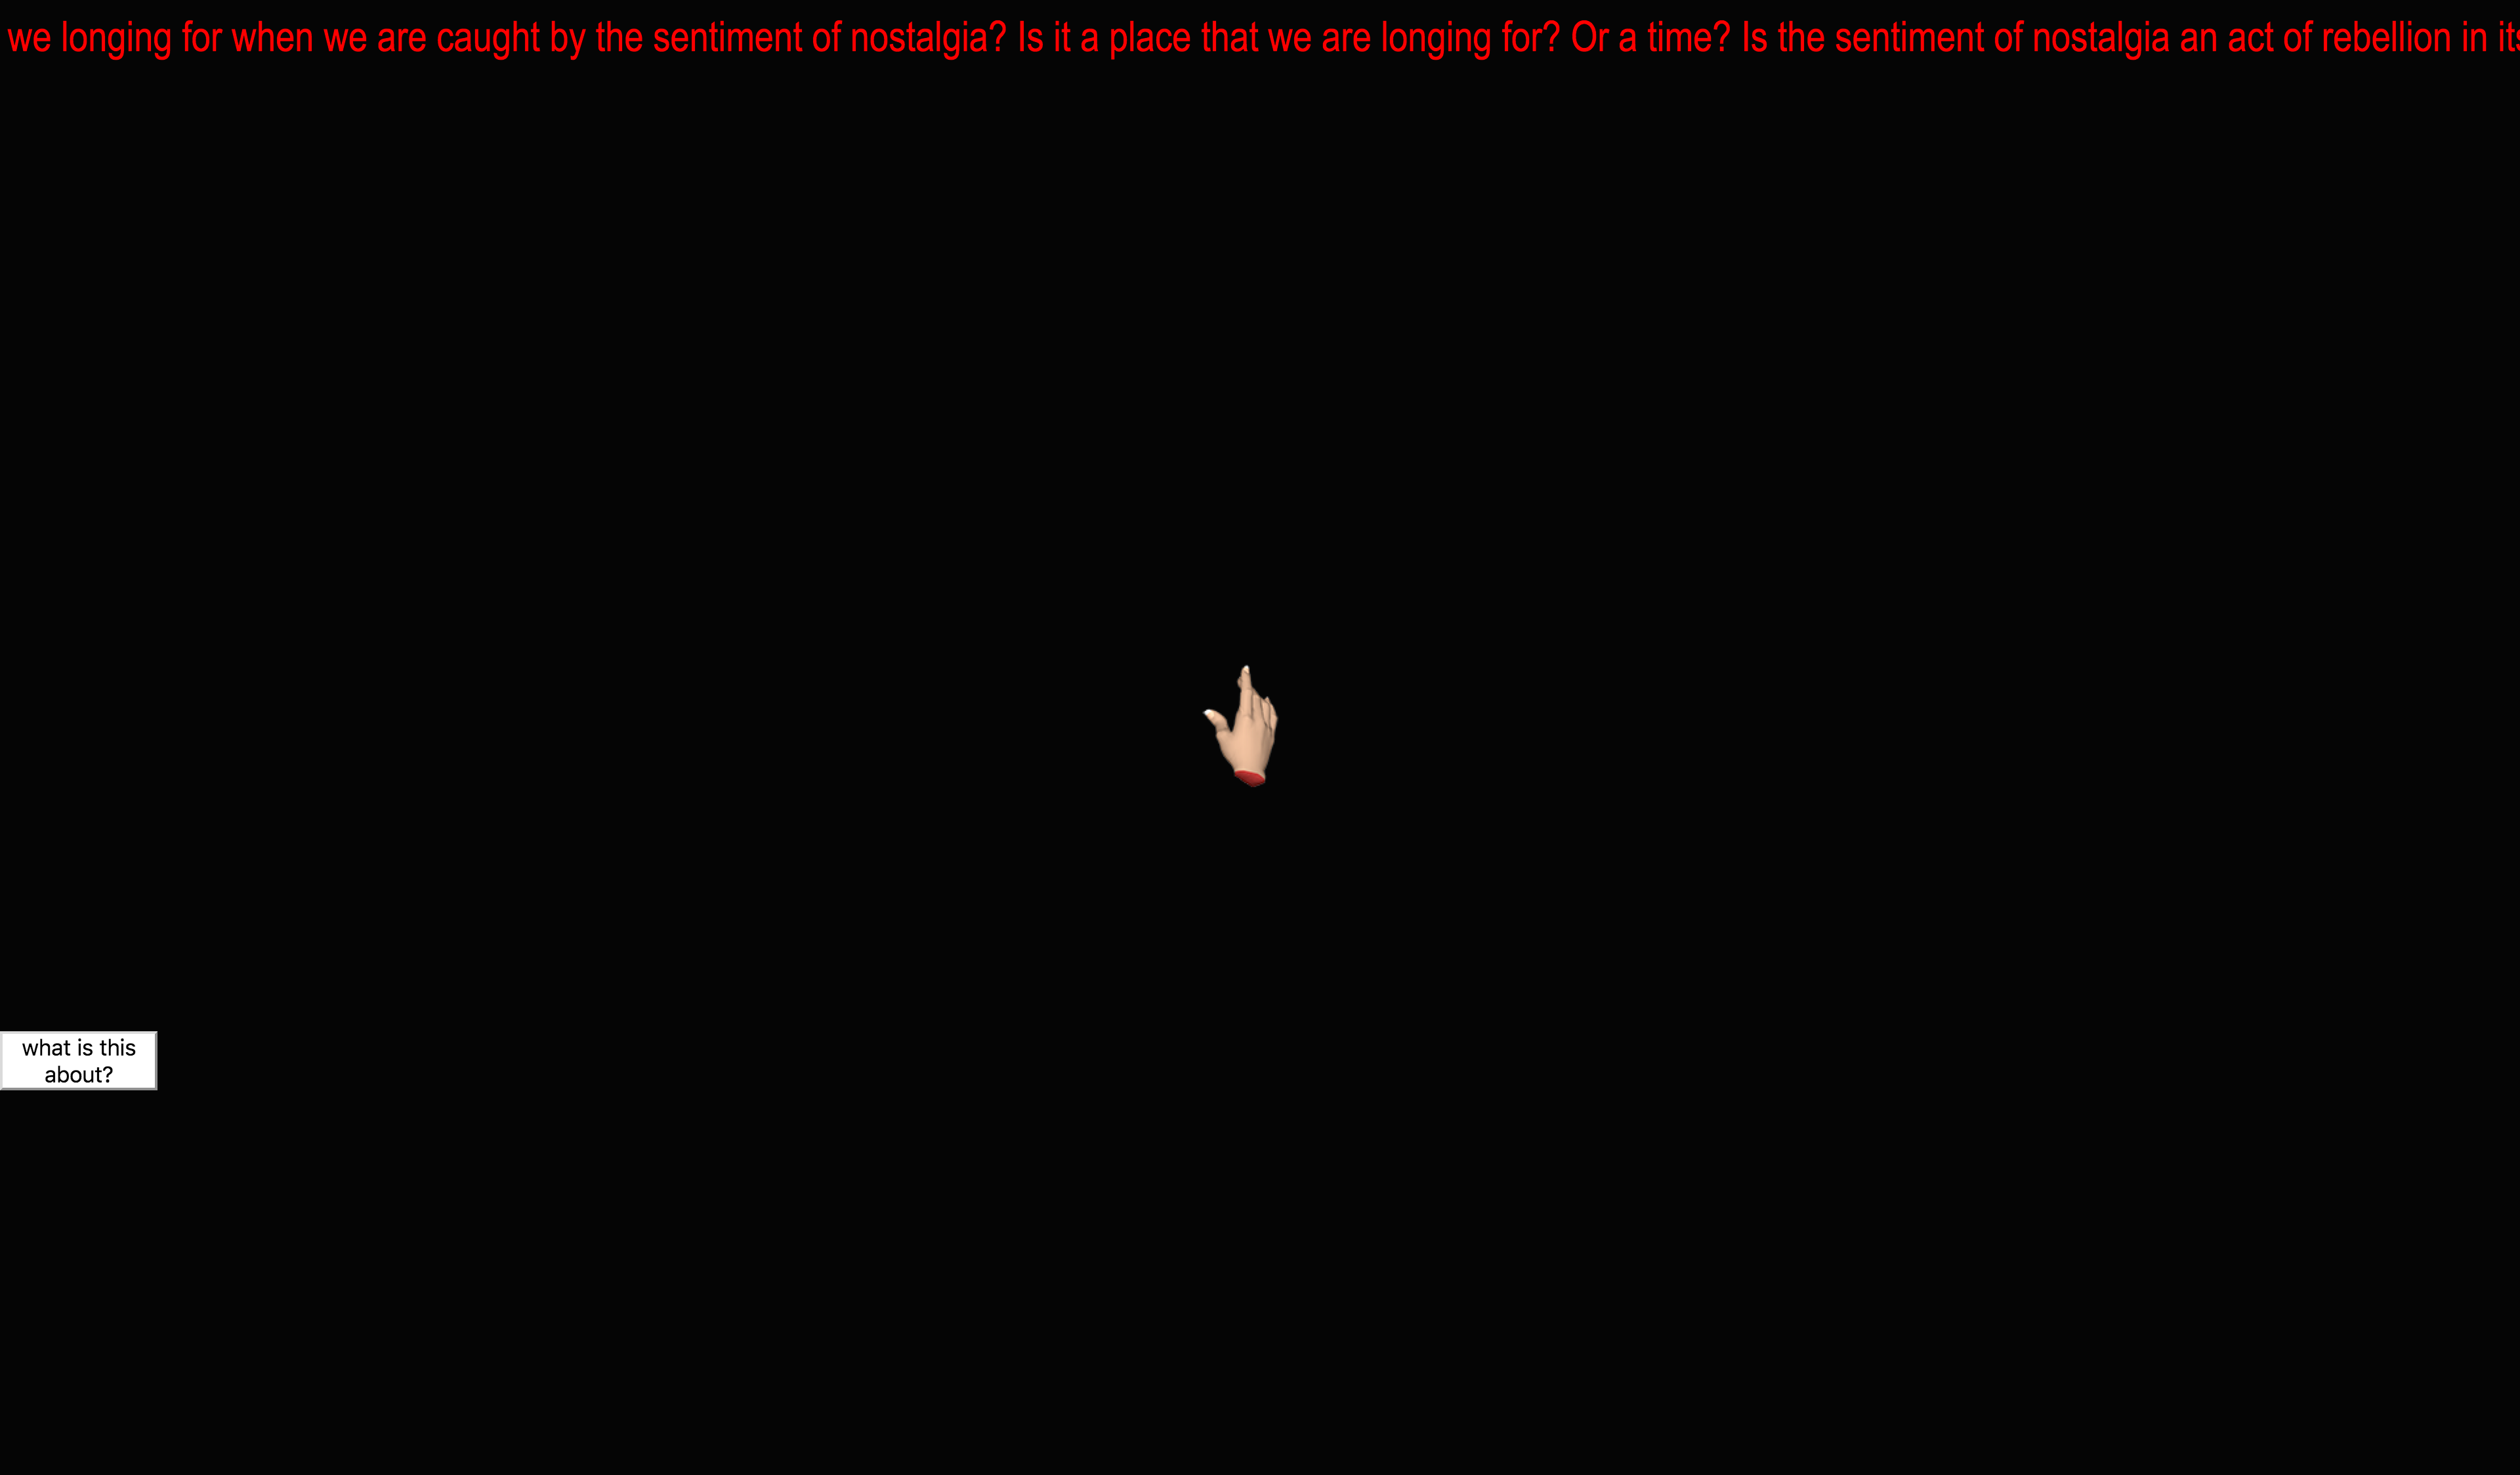 we longing for when we are caught by the sentiment of nostalgia? Is it a place that we are longing for? Or a time? Is the sentiment of nostalgia an act of rebellion in its
what is this
about?